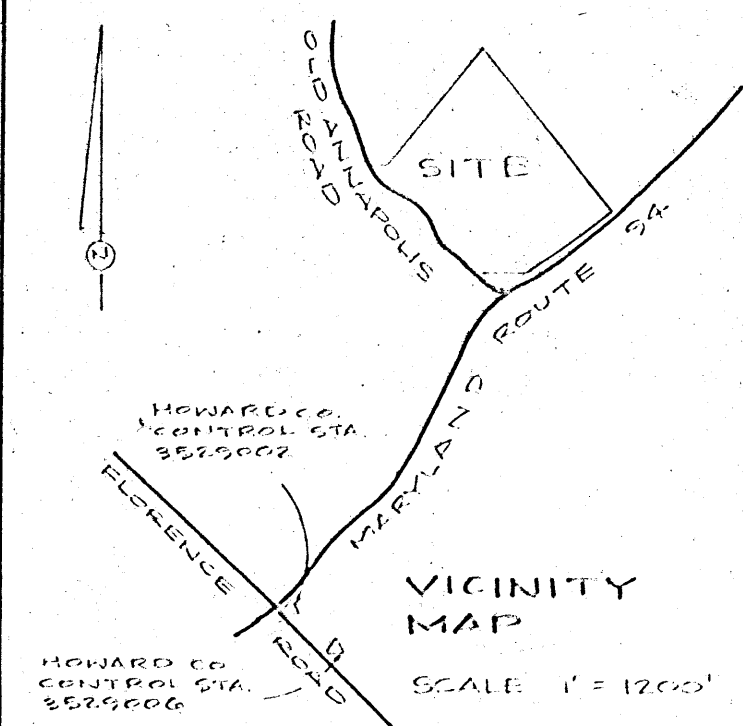 OLD ANNAPOLIS
ROAD
SITE
N
MARYLAND ROUTE 94
HOWARD CO.
CONTROL STA.
3529002
FLORENCE ROAD
VICINITY
MAP
SCALE 1" = 1200'
HOWARD CO
CONTROL STA.
3529006